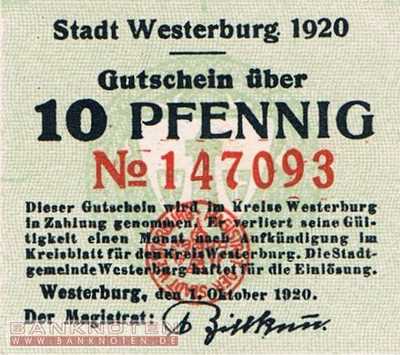 Stadt Westerburg 1920
Gutschein über
10 PFENNIG
No 147093
Dieser Gutschein wird im Kreise Westerburg
in Zahlung genommen. Er verliert seine Gül-
tigkeit einen Monat nach Aufkündigung im
Kreisblatt für den Kreis Westerburg. Die Stadt-
gemeinde Westerburg haftet für die Einlösung.
Westerburg, den 1. Oktober 1920.
Der Magistrat:
BANKNOTEN
WWW.BANKNOTEN.DE